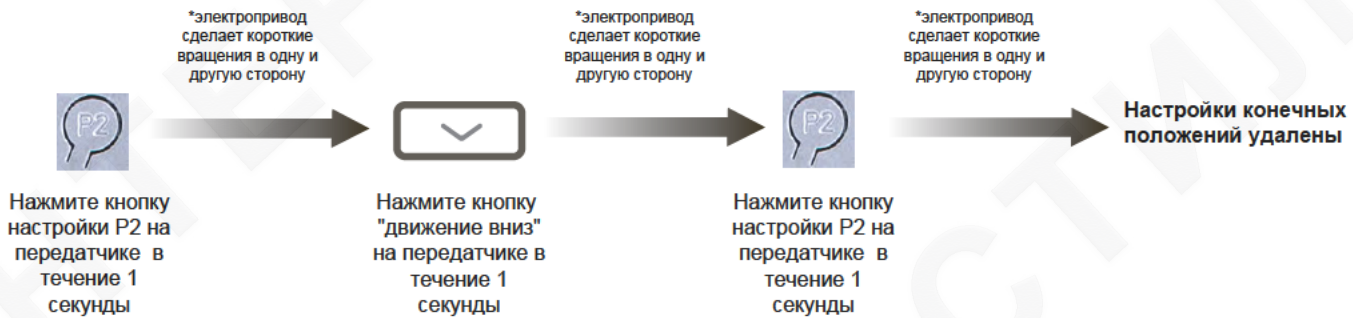 *электропривод
сделает короткие
вращения в одну и
другую сторону
*электропривод
сделает короткие
вращения в одну и
другую сторону
*электропривод
сделает короткие
вращения в одну и
другую сторону
P2
P2
Настройки конечных
положений удалены
Нажмите кнопку
настройки P2 на
передатчике в
течение 1
секунды
Нажмите кнопку
"движение вниз"
на передатчике в
течение 1
секунды
Нажмите кнопку
настройки P2 на
передатчике в
течение 1
секунды